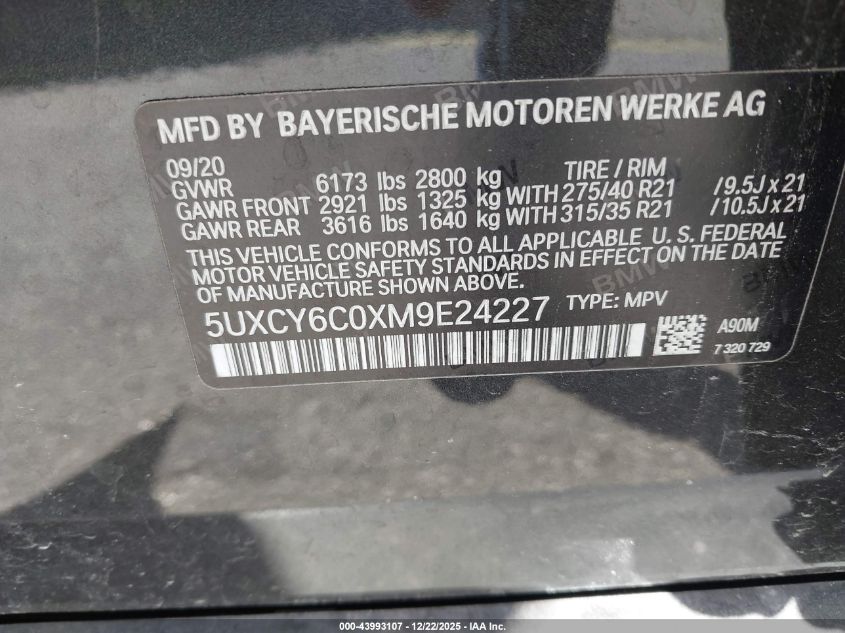 MFD BY BAYERISCHE MOTOREN WERKE AG
09/20 TIRE / RIM
GVWR 6173 lbs 2800 kg
GAWR FRONT 2921 lbs 1325 kg WITH 275/40 R21 /9.5J x 21
GAWR REAR 3616 lbs 1640 kg WITH 315/35 R21 /10.5J x 21
THIS VEHICLE CONFORMS TO ALL APPLICABLE U. S. FEDERAL
MOTOR VEHICLE SAFETY STANDARDS IN EFFECT ON THE DATE
OF MANUFACTURE SHOWN ABOVE.
5UXCY6C0XM9E24227 TYPE: MPV
A90M
7 320 729
000-43993107 - 12/22/2025 - IAA Inc.